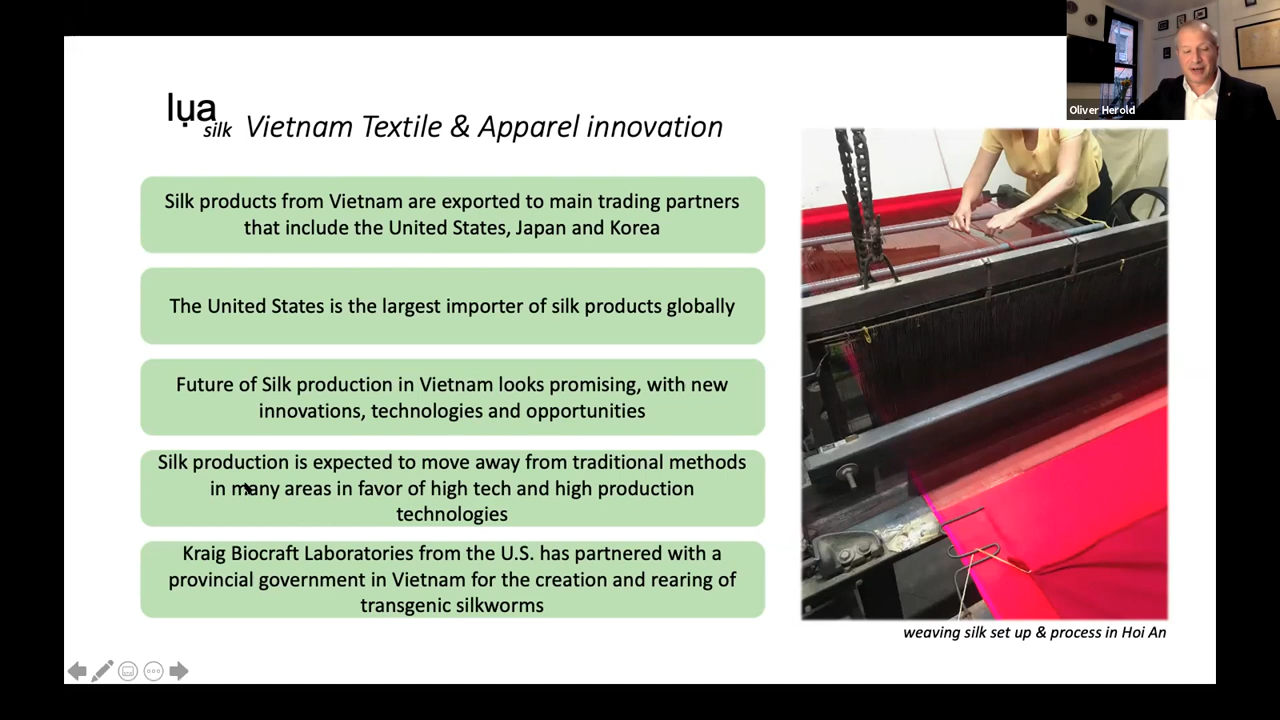 lụa
silk Vietnam Textile & Apparel innovation
Silk products from Vietnam are exported to main trading partners
that include the United States, Japan and Korea
The United States is the largest importer of silk products globally
Future of Silk production in Vietnam looks promising, with new
innovations, technologies and opportunities
Silk production is expected to move away from traditional methods
in many areas in favor of high tech and high production
technologies
Kraig Biocraft Laboratories from the U.S. has partnered with a
provincial government in Vietnam for the creation and rearing of
transgenic silkworms
weaving silk set up & process in Hoi An
Oliver Herold